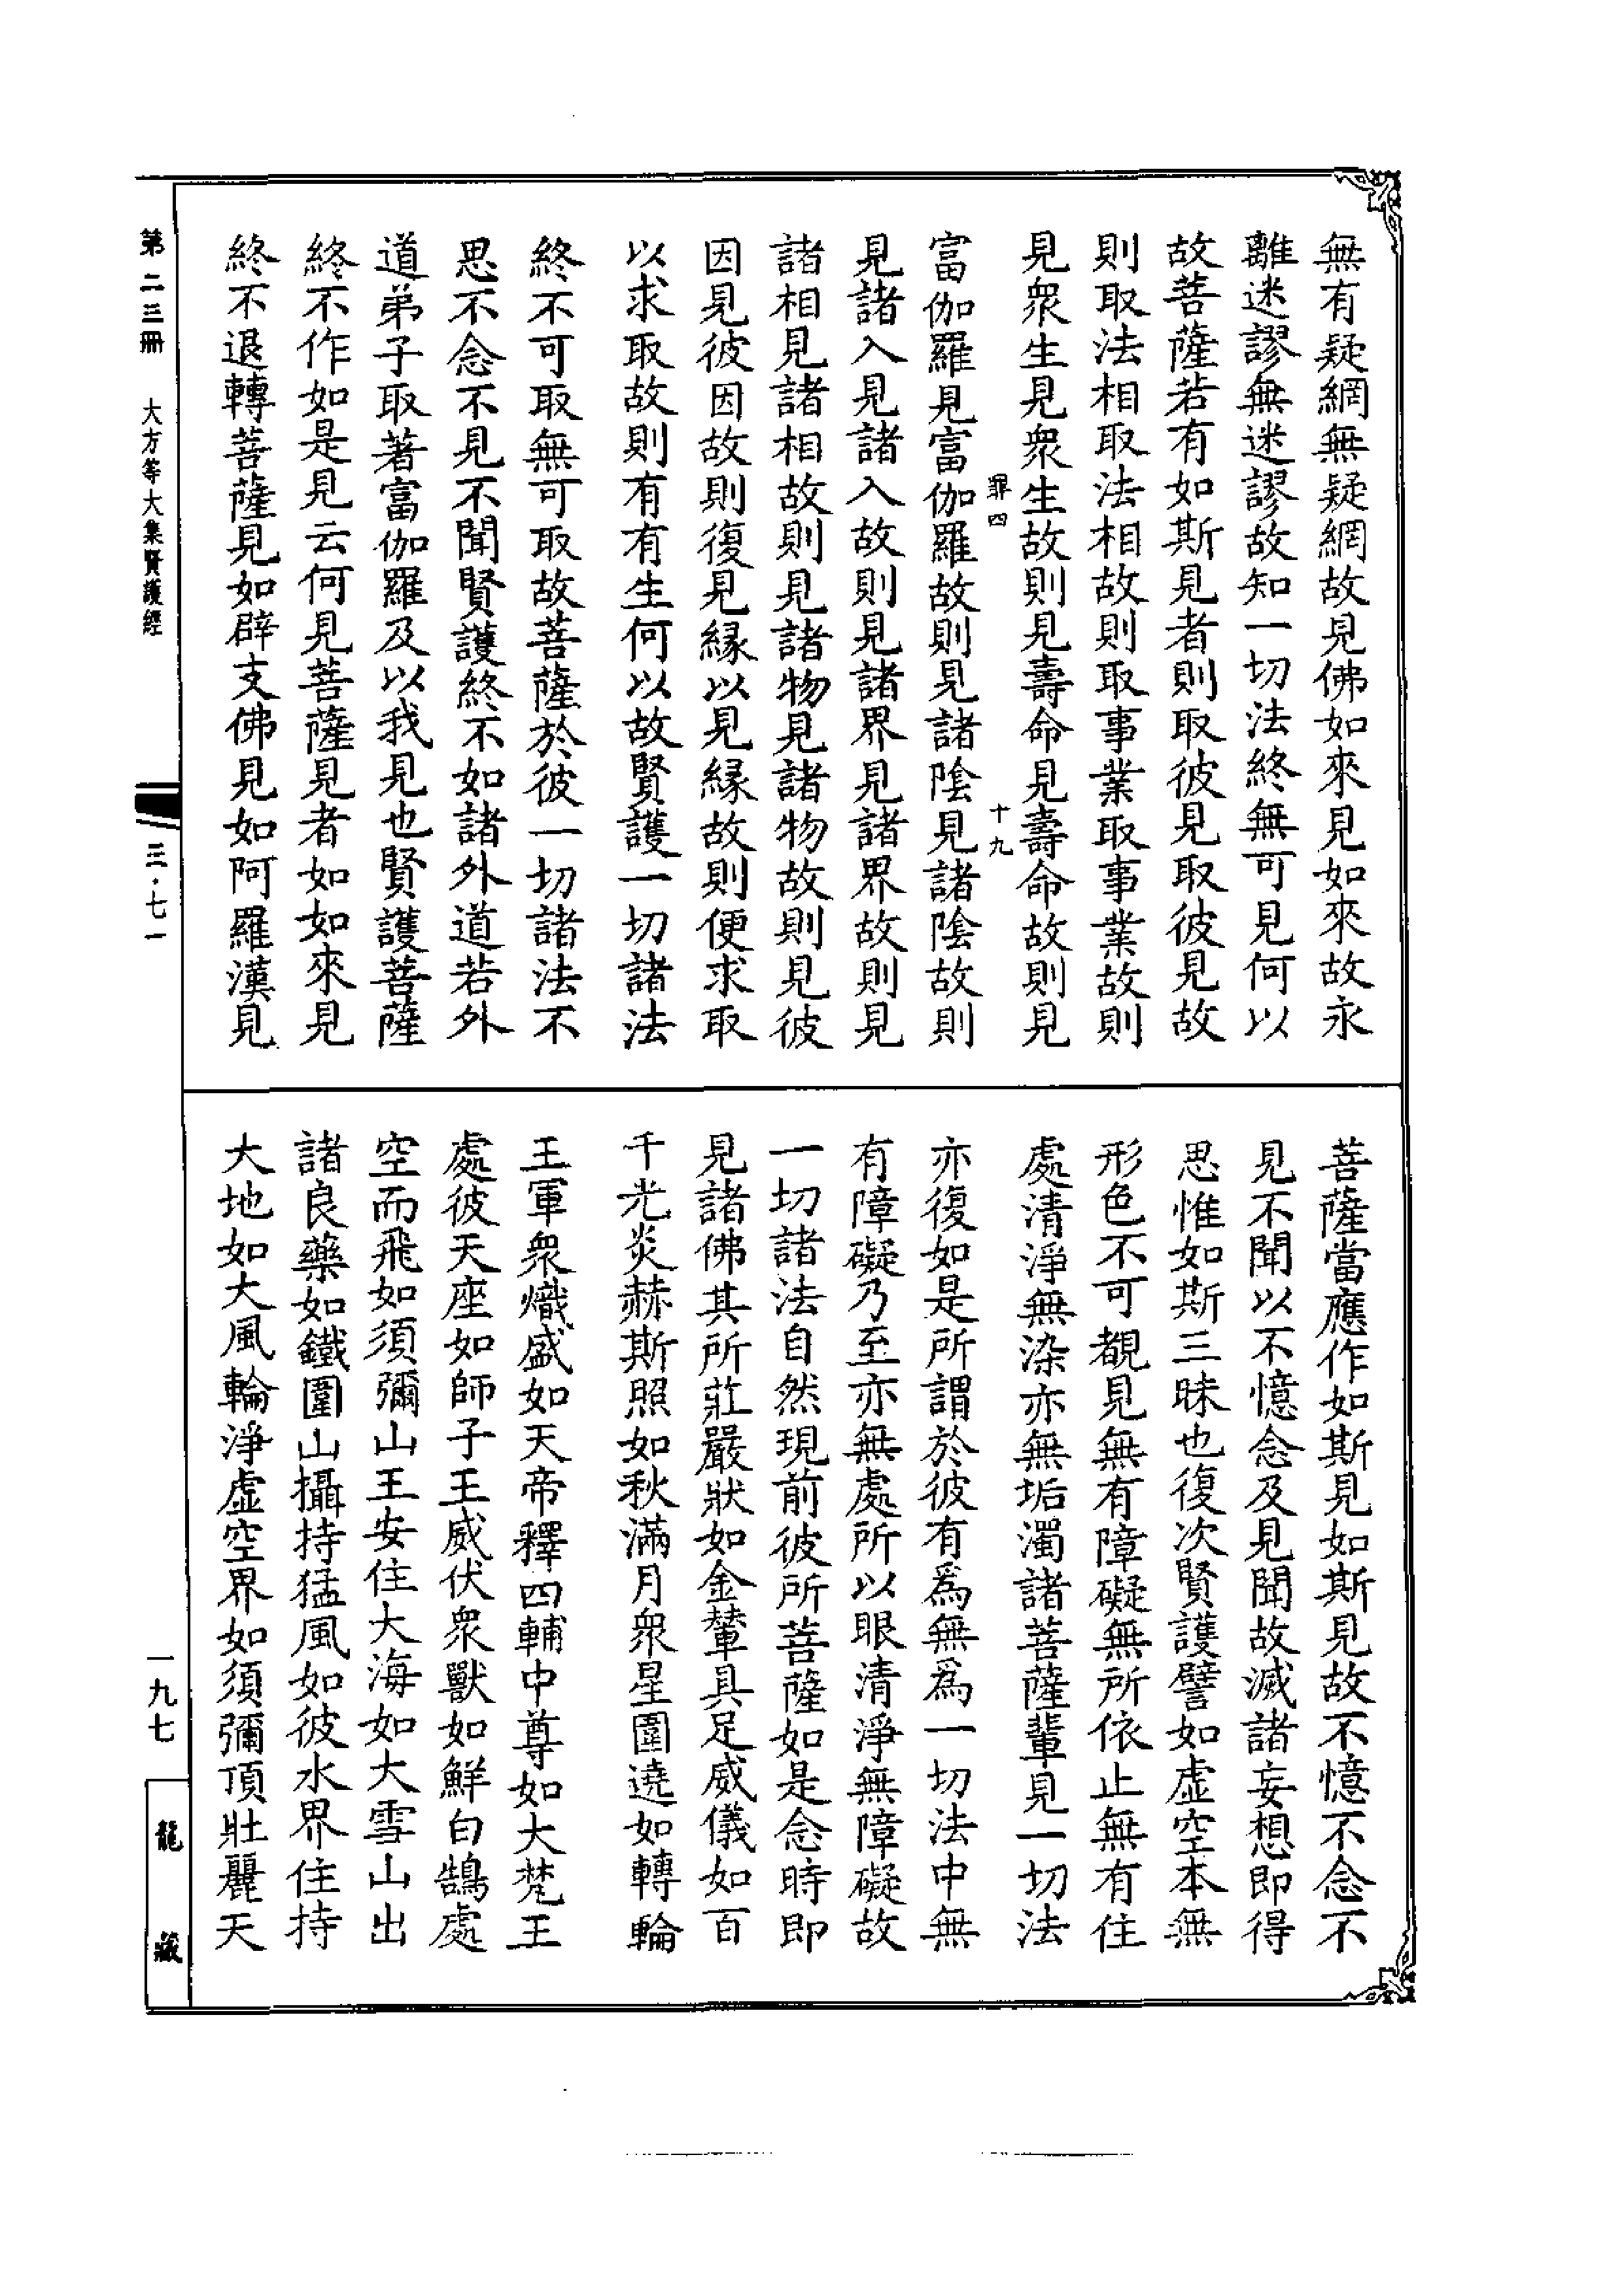 無有疑網無疑網故見佛如來見如來故永
離迷謬無迷謬故知一切法終無可見何以
故菩薩若有如斯見者則取彼見取彼見故
則取法相取法相故則取事業取事業故則
見衆生見衆生故則見壽命見壽命故則見
罪四 十九
富伽羅見富伽羅故則見諸陰見諸陰故則
見諸入見諸入故則見諸界見諸界故則見
諸相見諸相故則見諸物見諸物故則見彼
因見彼因故則復見緣以見緣故則便求取
以求取故則有有生何以故賢護一切諸法
終不可取無可取故菩薩於彼一切諸法不
思不念不見不聞賢護終不如諸外道若外
道弟子取著富伽羅及以我見也賢護菩薩
終不作如是見云何見菩薩見者如如來見
終不退轉菩薩見如辟支佛見如阿羅漢見
菩薩當應作如斯見如斯見故不憶不念不
見不聞以不憶念及見聞故滅諸妄想即得
思惟如斯三昧也復次賢護譬如虛空本無
形色不可覩見無有障礙無所依止無有住
處清淨無染亦無垢濁諸菩薩輩見一切法
亦復如是所謂於彼有爲無爲一切法中無
有障礙乃至亦無處所以眼清淨無障礙故
一切諸法自然現前彼所菩薩如是念時即
見諸佛其所莊嚴狀如金輦具足威儀如百
千光炎赫斯照如秋滿月衆星圍遶如轉輪
王軍衆熾盛如天帝釋四輔中尊如大梵王
處彼天座如師子王威伏衆獸如鮮白鵠處
空而飛如須彌山王安住大海如大雪山出
諸良藥如鐵圍山攝持猛風如彼水界住持
大地如大風輪淨虛空界如須彌頂壯麗天
第二三冊 大方等大集賢護經
三·七一
一九七
龍藏